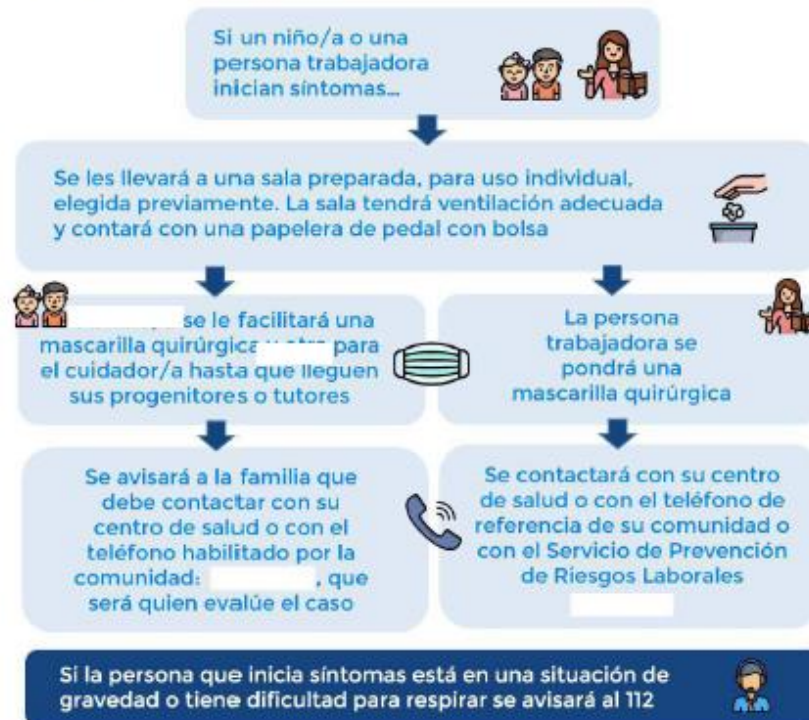 Si un niño/a o una
persona trabajadora
inician síntomas...
Se les llevará a una sala preparada, para uso individual,
elegida previamente. La sala tendrá ventilación adecuada
y contará con una papelera de pedal con bolsa
se le facilitará una
mascarilla quirúrgica para
el cuidador/a hasta que lleguen
sus progenitores o tutores
La persona
trabajadora se
pondrá una
mascarilla quirúrgica
Se avisará a la familia que
debe contactar con su
centro de salud o con el
teléfono habilitado por la
comunidad: , que
será quien evalúe el caso
Se contactará con su centro
de salud o con el teléfono de
referencia de su comunidad o
con el Servicio de Prevención
de Riesgos Laborales
Si la persona que inicia síntomas está en una situación de
gravedad o tiene dificultad para respirar se avisará al 112